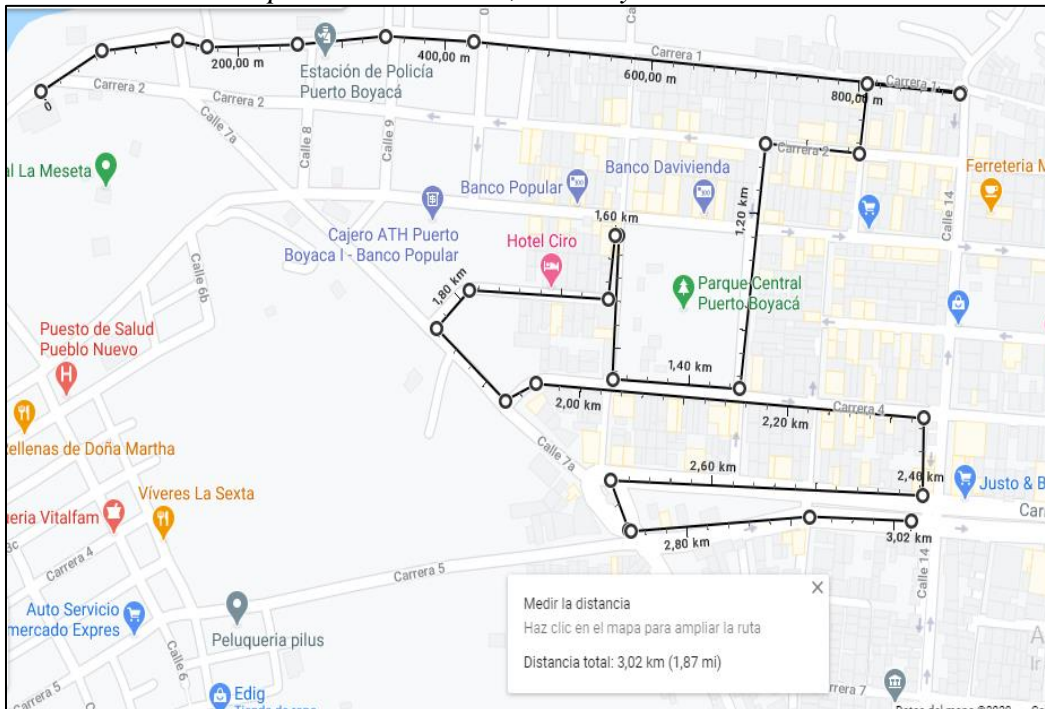 Carrera 1
400,00 m
200,00 m
600,00 m
Carrera 1
800,00 m
Estación de Policía
Puerto Boyacá
Carrera 2
Carrera 2
0
Calle 7a
Calle 8
Calle 9
Carrera 2
al La Meseta
Banco Popular
Banco Davivienda
Ferreteria M
Calle 14
1,20 km
1,60 km
Cajero ATH Puerto
Boyaca I - Banco Popular
Hotel Ciro
Calle 6b
1,80 km
Parque Central
Puerto Boyacá
Puesto de Salud
Pueblo Nuevo
1,40 km
2,00 km
Carrera 4
2,20 km
ellenas de Doña Martha
Calle 7a
2,60 km
2,40 km
Justo & B
Víveres La Sexta
Carr
ueria Vitalfam
3c
2,80 km
3,02 km
Carrera 4
Carrera 5
Calle 14
Medir la distancia
Haz clic en el mapa para ampliar la ruta
Distancia total: 3,02 km (1,87 mi)
Auto Servicio
mercado Expres
Peluqueria pilus
Calle 6
Carrera 5
Edig
rrera 7
A
Ir